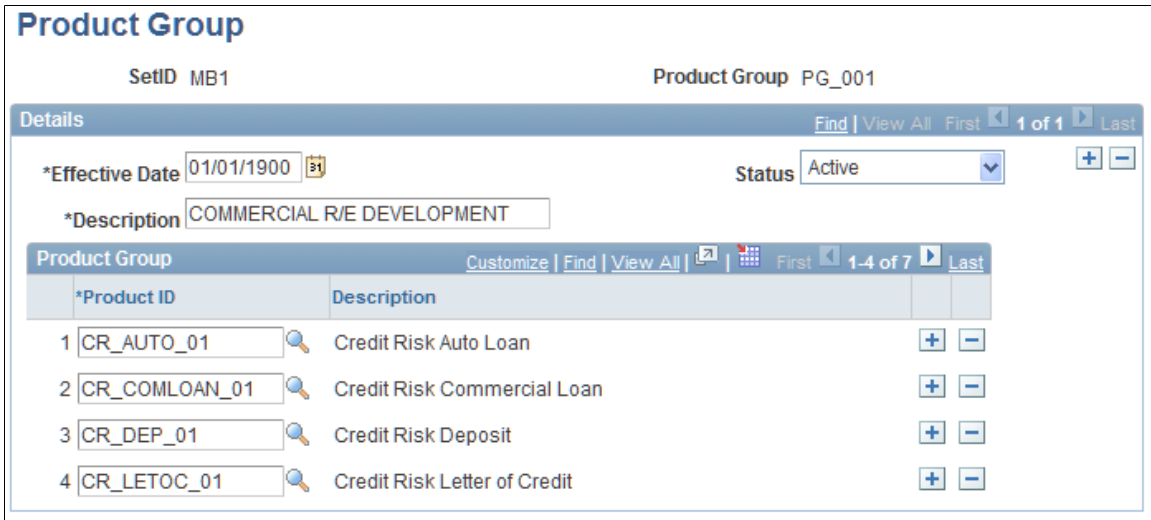 Product Group
SetID MB1 Product Group PG_001
Details Find | View All First 1 of 1 Last
*Effective Date 01/01/1900 31 Status Active
*Description COMMERCIAL R/E DEVELOPMENT
Product Group Customize | Find | View All | | First 1-4 of 7 Last
*Product ID Description
1 CR_AUTO_01 Credit Risk Auto Loan
2 CR_COMLOAN_01 Credit Risk Commercial Loan
3 CR_DEP_01 Credit Risk Deposit
4 CR_LETOC_01 Credit Risk Letter of Credit